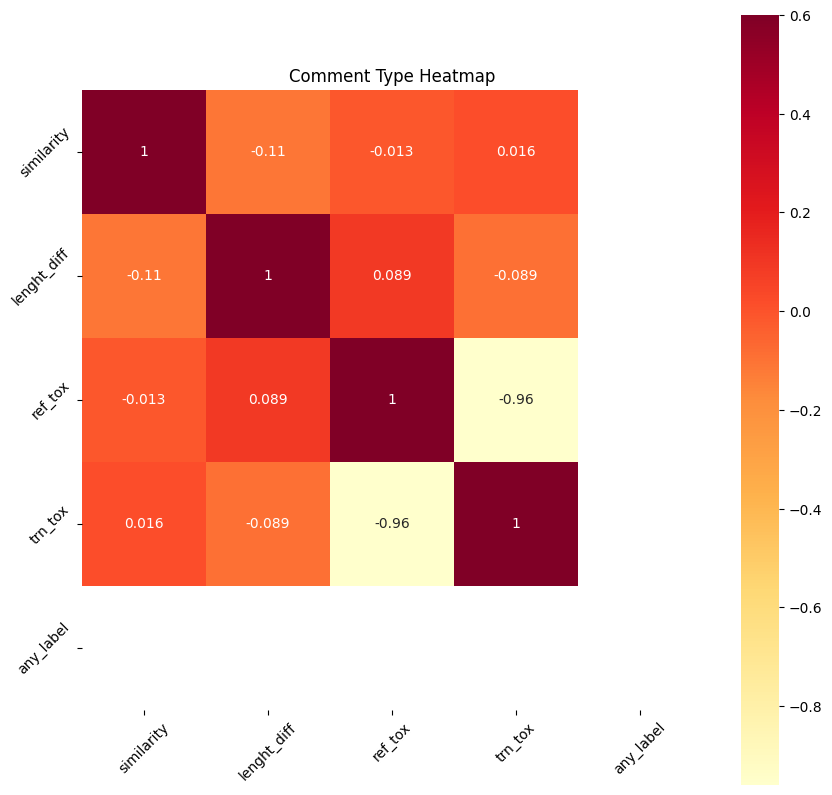 Comment Type Heatmap
similarity 1 -0.11 -0.013 0.016
lenght_diff -0.11 1 0.089 -0.089
ref_tox -0.013 0.089 1 -0.96
trn_tox 0.016 -0.089 -0.96 1
any_label
similarity lenght_diff ref_tox trn_tox any_label
0.6
0.4
0.2
0.0
−0.2
−0.4
−0.6
−0.8